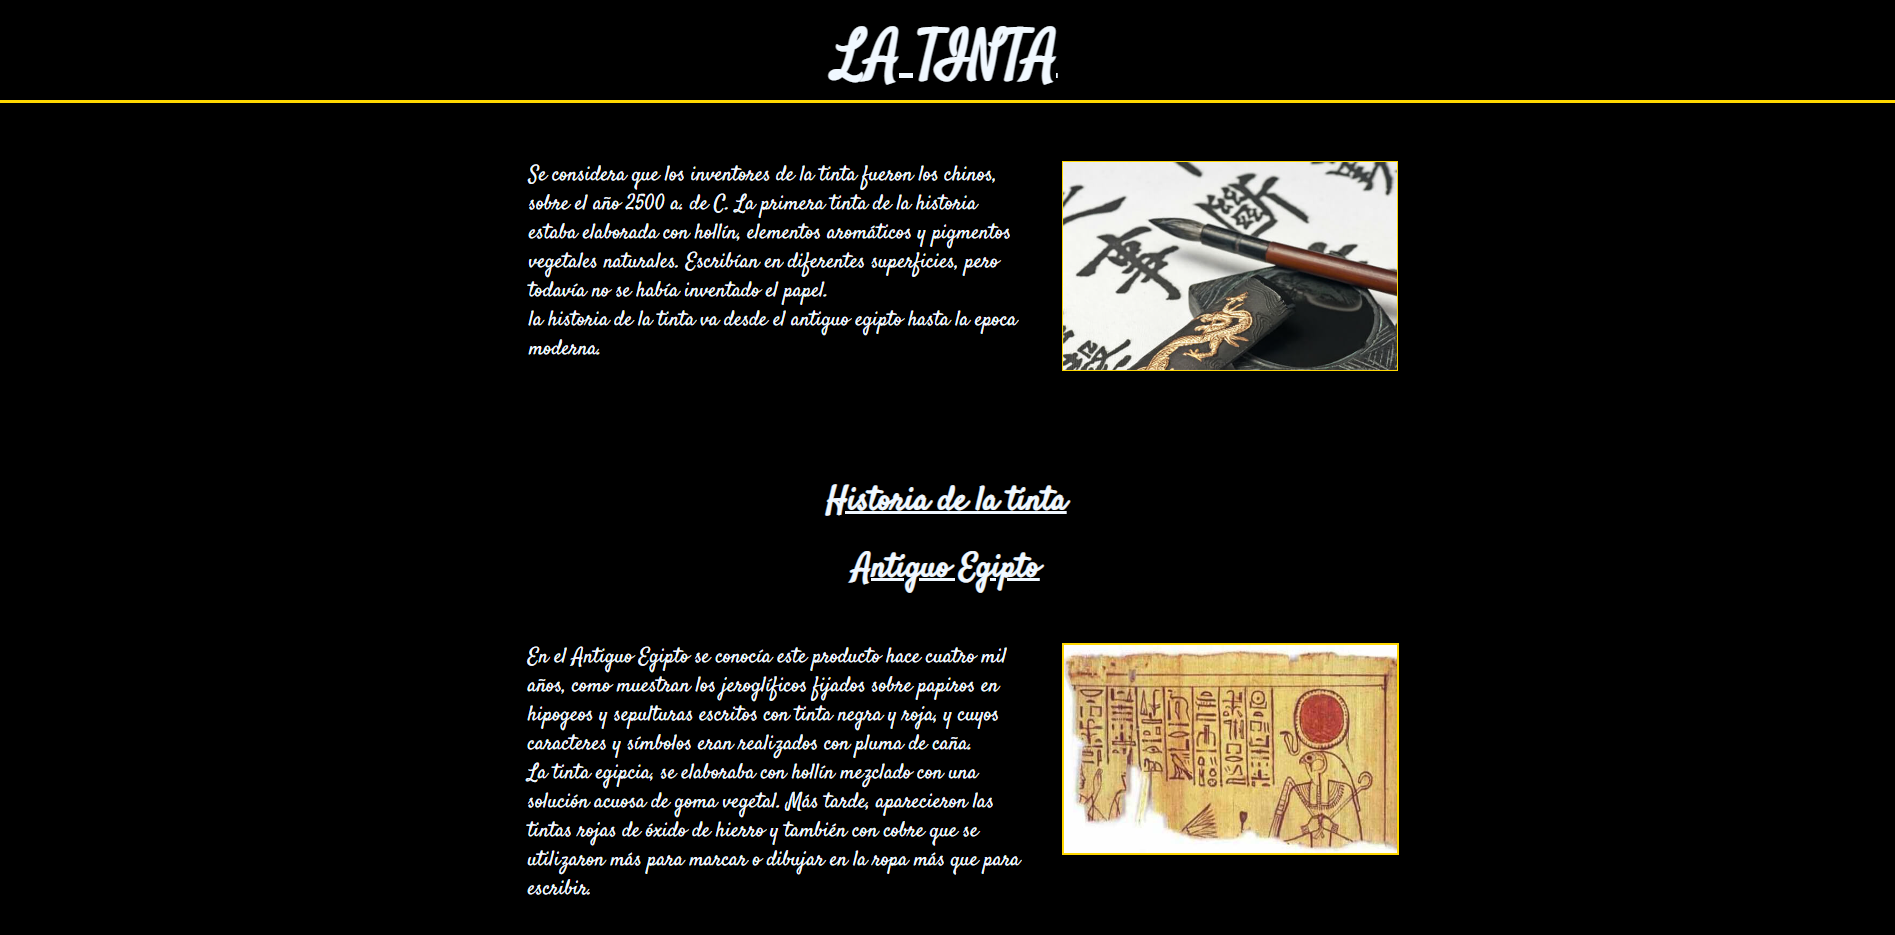 LA TINTA
Se considera que los inventores de la tinta fueron los chinos,
sobre el año 2500 a. de C. La primera tinta de la historia
estaba elaborada con hollín, elementos aromáticos y pigmentos
vegetales naturales. Escribían en diferentes superficies, pero
todavía no se había inventado el papel.
la historia de la tinta va desde el antiguo egipto hasta la epoca
moderna.
Historia de la tinta
Antiguo Egipto
En el Antiguo Egipto se conocía este producto hace cuatro mil
años, como muestran los jeroglíficos fijados sobre papiros en
hipogeos y sepulturas escritos con tinta negra y roja, y cuyos
caracteres y símbolos eran realizados con pluma de caña.
La tinta egipcia, se elaboraba con hollín mezclado con una
solución acuosa de goma vegetal. Más tarde, aparecieron las
tintas rojas de óxido de hierro y también con cobre que se
utilizaron más para marcar o dibujar en la ropa más que para
escribir.